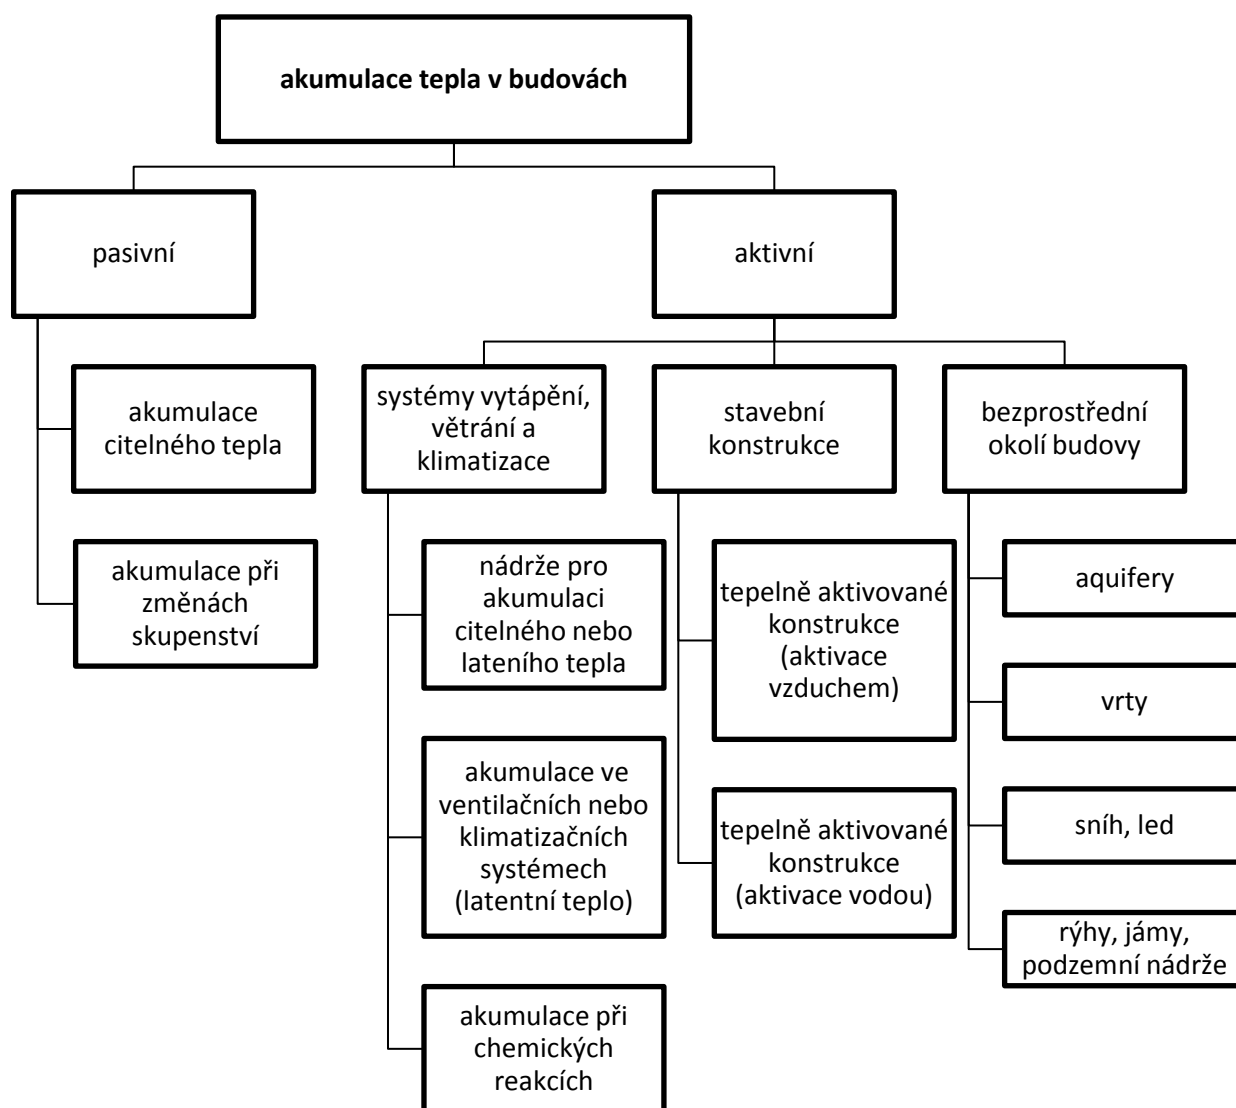 akumulace tepla v budovách
pasivní
aktivní
akumulace
citelného tepla
akumulace při
změnách
skupenství
systémy vytápění,
větrání a
klimatizace
nádrže pro
akumulaci
citelného nebo
lateního tepla
akumulace ve
ventilačních nebo
klimatizačních
systémech
(latentní teplo)
akumulace při
chemických
reakcích
stavební
konstrukce
tepelně aktivované
konstrukce
(aktivace
vzduchem)
tepelně aktivované
konstrukce
(aktivace vodou)
bezprostřední
okolí budovy
aquifery
vrty
sníh, led
rýhy, jámy,
podzemní nádrže